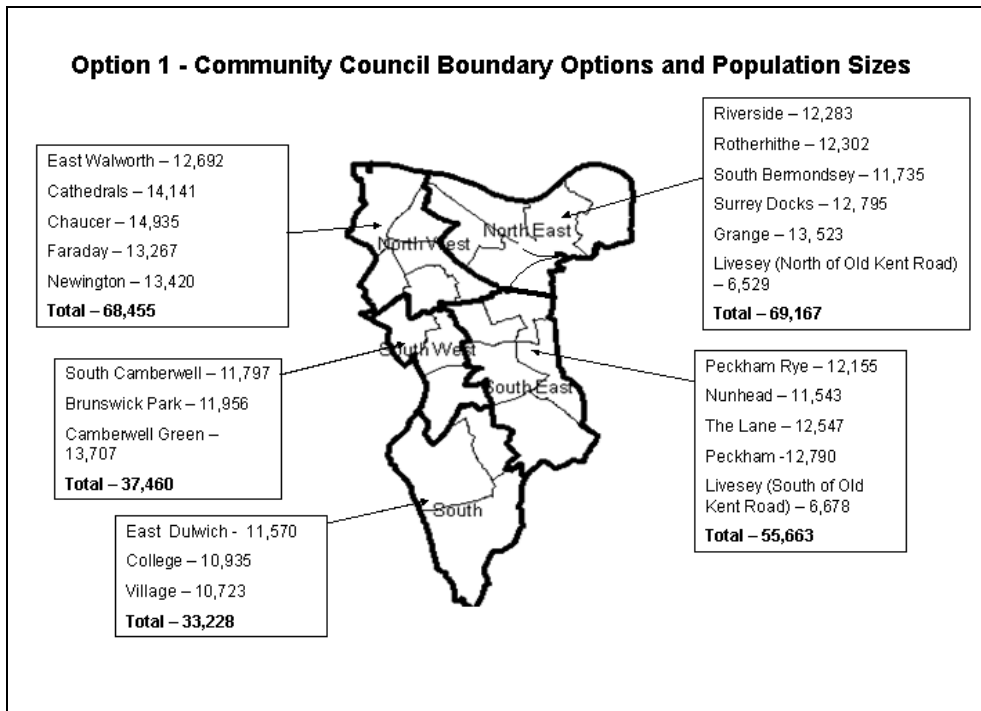 Option 1 - Community Council Boundary Options and Population Sizes
East Walworth – 12,692
Cathedrals – 14,141
Chaucer – 14,935
Faraday – 13,267
Newington – 13,420
Total – 68,455
Riverside – 12,283
Rotherhithe – 12,302
South Bermondsey – 11,735
Surrey Docks – 12, 795
Grange – 13, 523
Livesey (North of Old Kent Road)
– 6,529
Total – 69,167
North West
North East
South West
South East
South
South Camberwell – 11,797
Brunswick Park – 11,956
Camberwell Green –
13,707
Total – 37,460
Peckham Rye – 12,155
Nunhead – 11,543
The Lane – 12,547
Peckham -12,790
Livesey (South of Old
Kent Road) – 6,678
Total – 55,663
East Dulwich - 11,570
College – 10,935
Village – 10,723
Total – 33,228